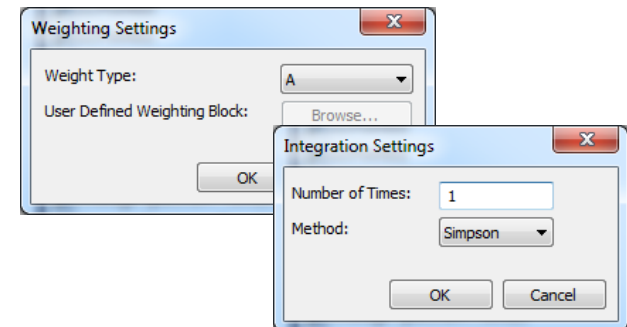 Weighting Settings
Weight Type: A
User Defined Weighting Block: Browse...
OK
Integration Settings
Number of Times: 1
Method: Simpson
OK Cancel